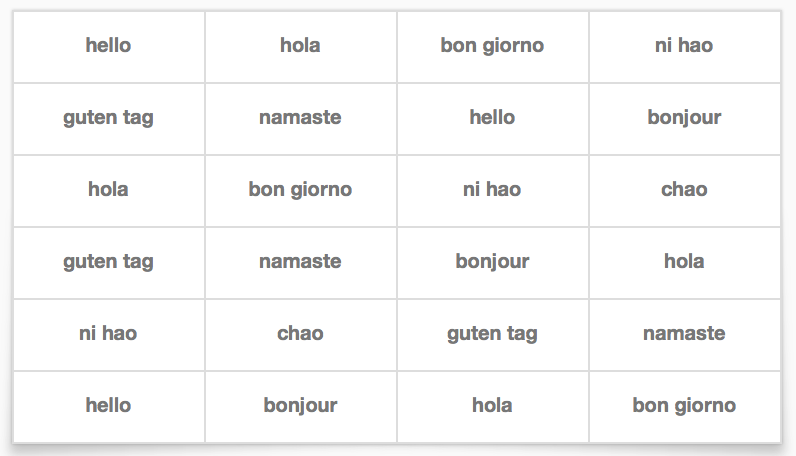 hello hola bon giorno ni hao
guten tag namaste hello bonjour
hola bon giorno ni hao chao
guten tag namaste bonjour hola
ni hao chao guten tag namaste
hello bonjour hola bon giorno